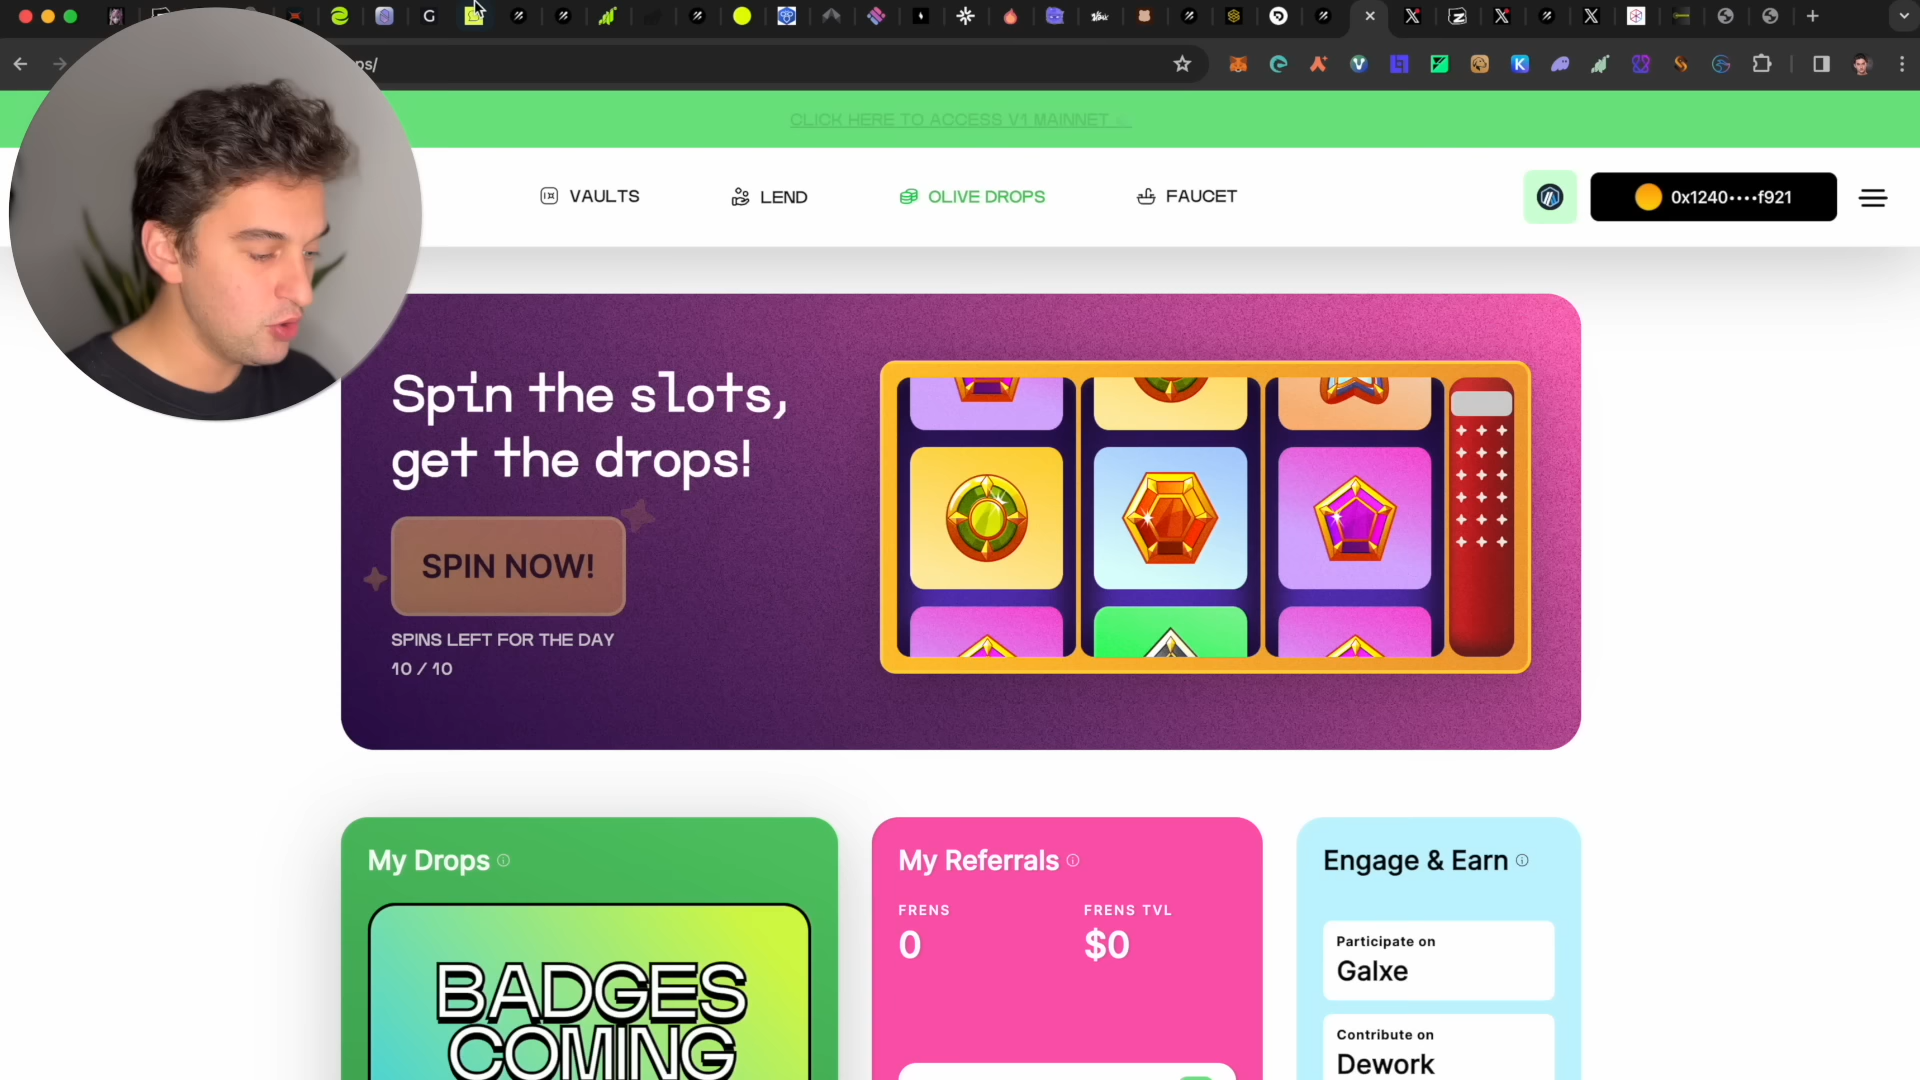 ps/
CLICK HERE TO ACCESS V1 MAINNET
VAULTS
LEND
OLIVE DROPS
FAUCET
0x1240····f921
Spin the slots,
get the drops!
SPIN NOW!
SPINS LEFT FOR THE DAY
10 / 10
My Drops
BADGES
COMING
My Referrals
FRENS
0
FRENS TVL
$0
Engage & Earn
Participate on
Galxe
Contribute on
Dework